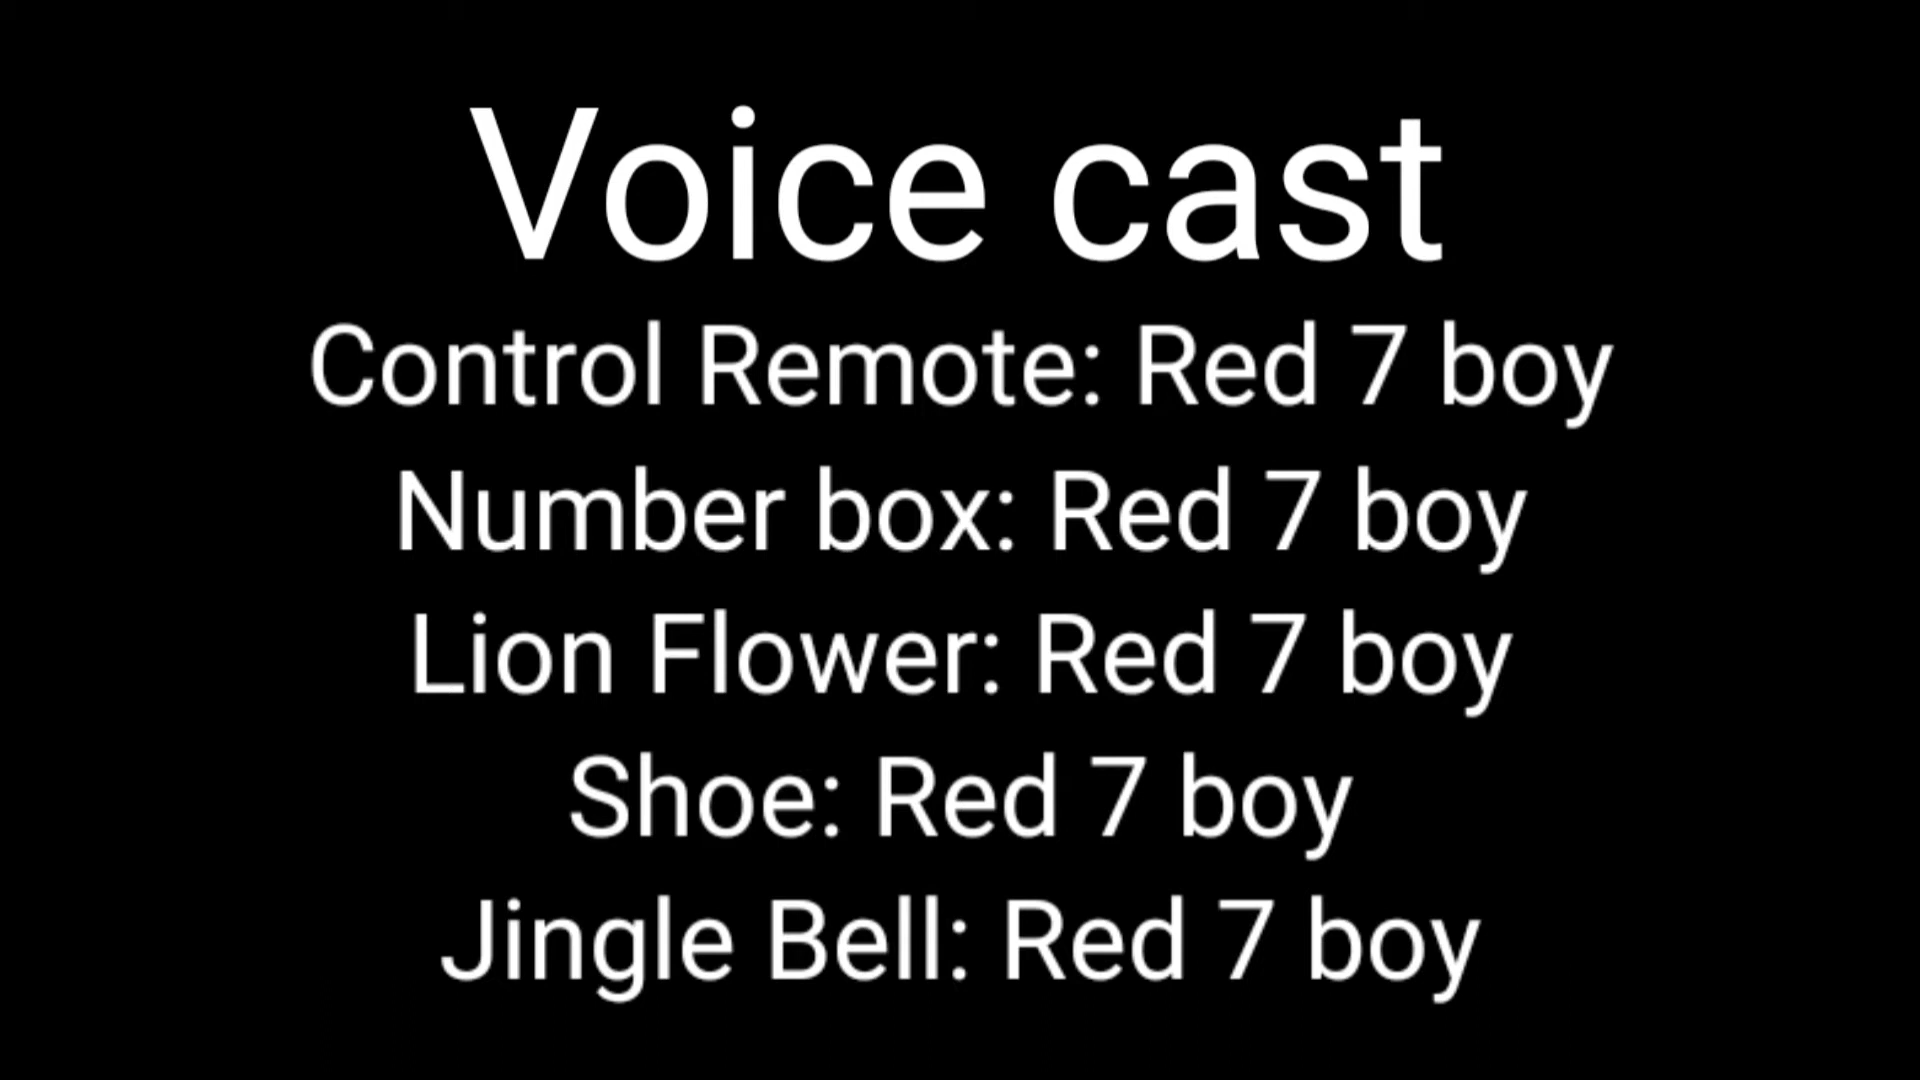 Voice cast
Control Remote: Red 7 boy
Number box: Red 7 boy
Lion Flower: Red 7 boy
Shoe: Red 7 boy
Jingle Bell: Red 7 boy